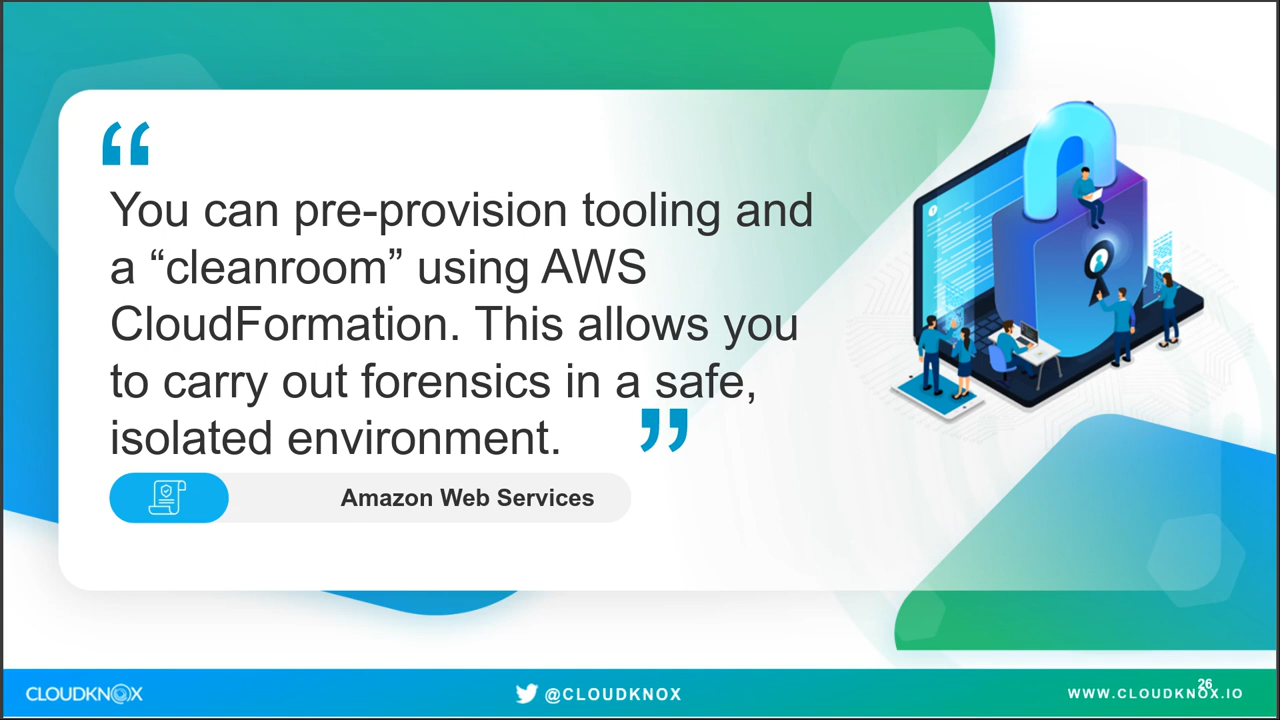 “
You can pre-provision tooling and
a “cleanroom” using AWS
CloudFormation. This allows you
to carry out forensics in a safe,
isolated environment. ”
Amazon Web Services
CLOUDKNOX
@CLOUDKNOX
26
WWW.CLOUDKNOX.IO